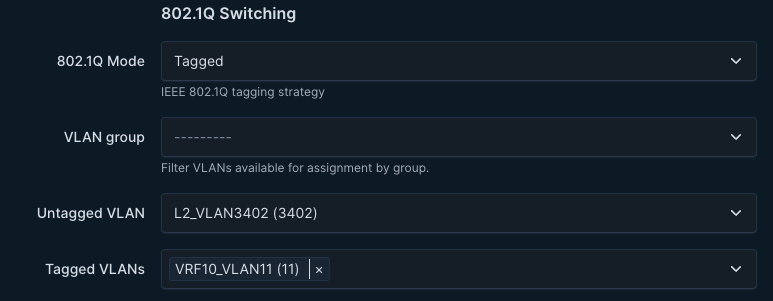 802.1Q Switching
802.1Q Mode Tagged
IEEE 802.1Q tagging strategy
VLAN group ---------
Filter VLANs available for assignment by group.
Untagged VLAN L2_VLAN3402 (3402)
Tagged VLANs VRF10_VLAN11 (11) ×